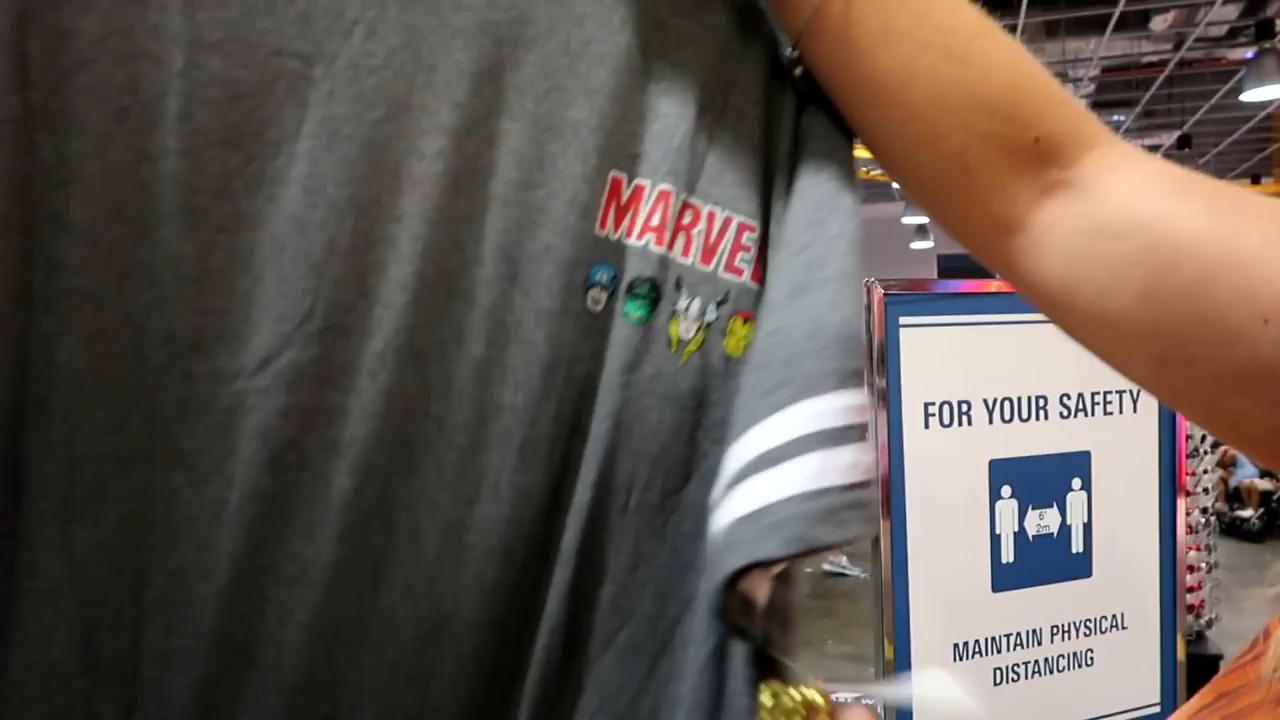 MARVEL
FOR YOUR SAFETY
6'
2m
MAINTAIN PHYSICAL
DISTANCING